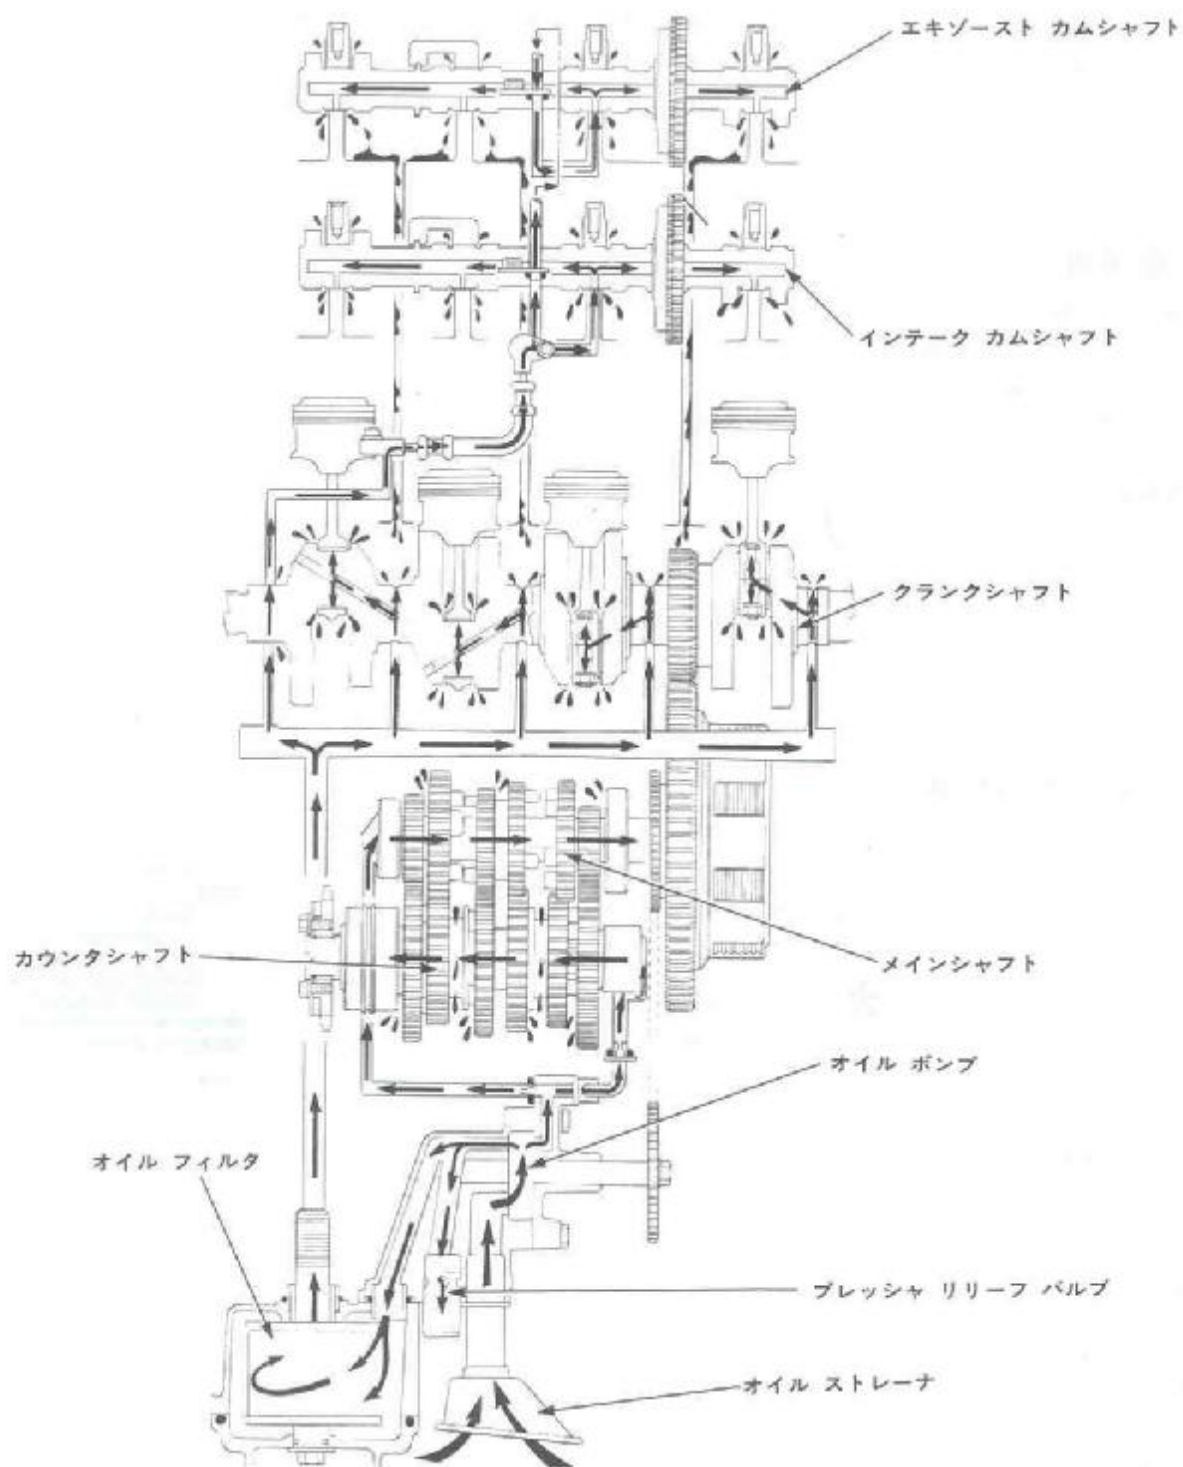 エキゾースト カムシャフト
インテーク カムシャフト
クランクシャフト
カウンタシャフト
メインシャフト
オイル ポンプ
オイル フィルタ
プレッシャ リリーフ バルブ
オイル ストレーナ